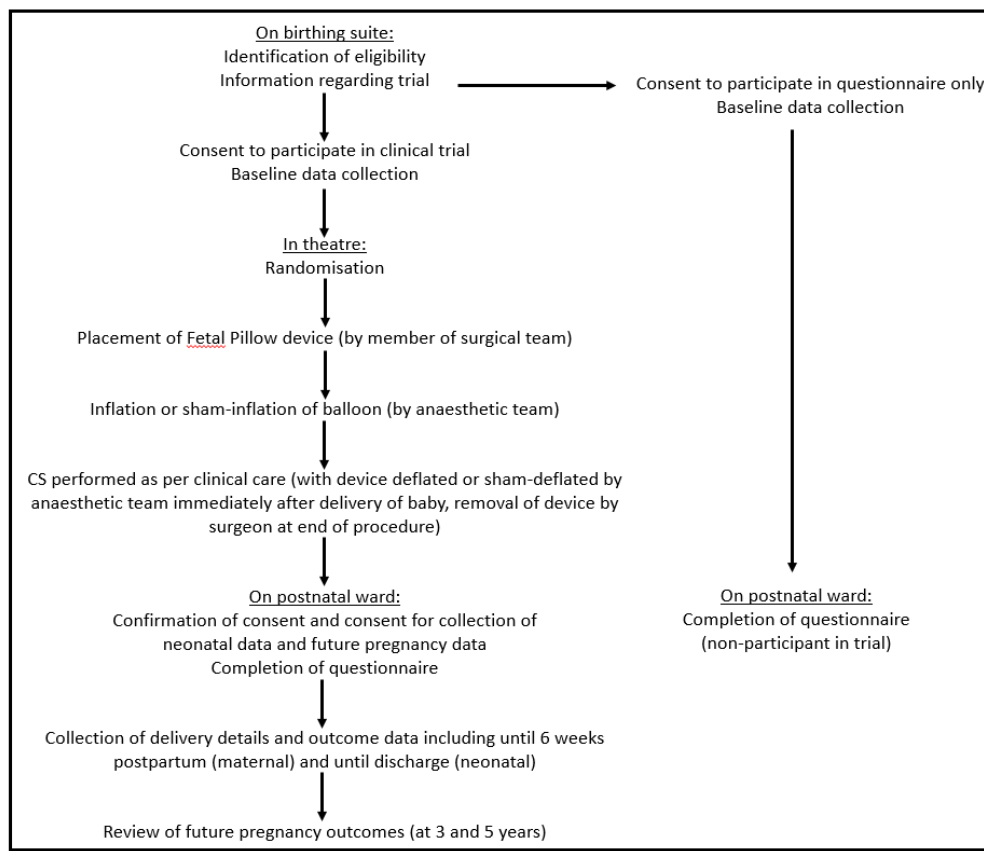 On birthing suite:
Identification of eligibility
Information regarding trial
Consent to participate in questionnaire only
Baseline data collection
Consent to participate in clinical trial
Baseline data collection
In theatre:
Randomisation
Placement of Fetal Pillow device (by member of surgical team)
Inflation or sham-inflation of balloon (by anaesthetic team)
CS performed as per clinical care (with device deflated or sham-deflated by
anaesthetic team immediately after delivery of baby, removal of device by
surgeon at end of procedure)
On postnatal ward:
Confirmation of consent and consent for collection of
neonatal data and future pregnancy data
Completion of questionnaire
On postnatal ward:
Completion of questionnaire
(non-participant in trial)
Collection of delivery details and outcome data including until 6 weeks
postpartum (maternal) and until discharge (neonatal)
Review of future pregnancy outcomes (at 3 and 5 years)